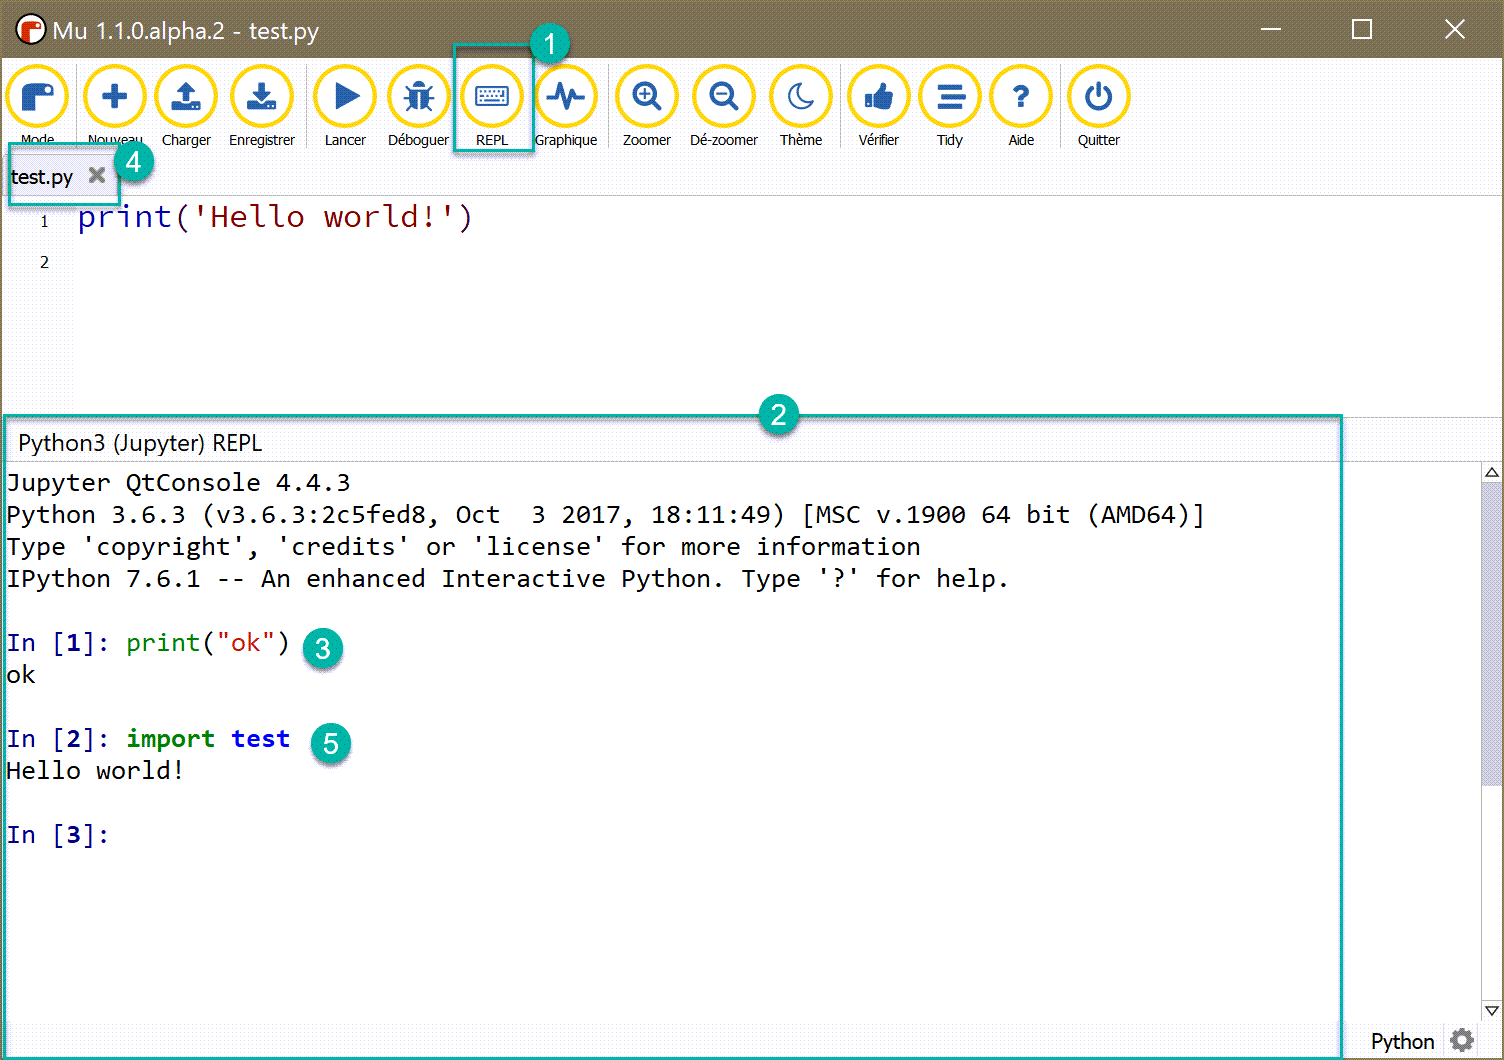 Mu 1.1.0.alpha.2 - test.py
1
Mode Nouveau Charger Enregistrer Lancer Déboguer REPL Graphique Zoomer Dé-zoomer Thème Vérifier Tidy Aide Quitter
4
test.py
1 print('Hello world!')
2
2
Python3 (Jupyter) REPL
Jupyter QtConsole 4.4.3
Python 3.6.3 (v3.6.3:2c5fed8, Oct  3 2017, 18:11:49) [MSC v.1900 64 bit (AMD64)]
Type 'copyright', 'credits' or 'license' for more information
IPython 7.6.1 -- An enhanced Interactive Python. Type '?' for help.
In [1]: print("ok") 3
ok
In [2]: import test 5
Hello world!
In [3]:
Python